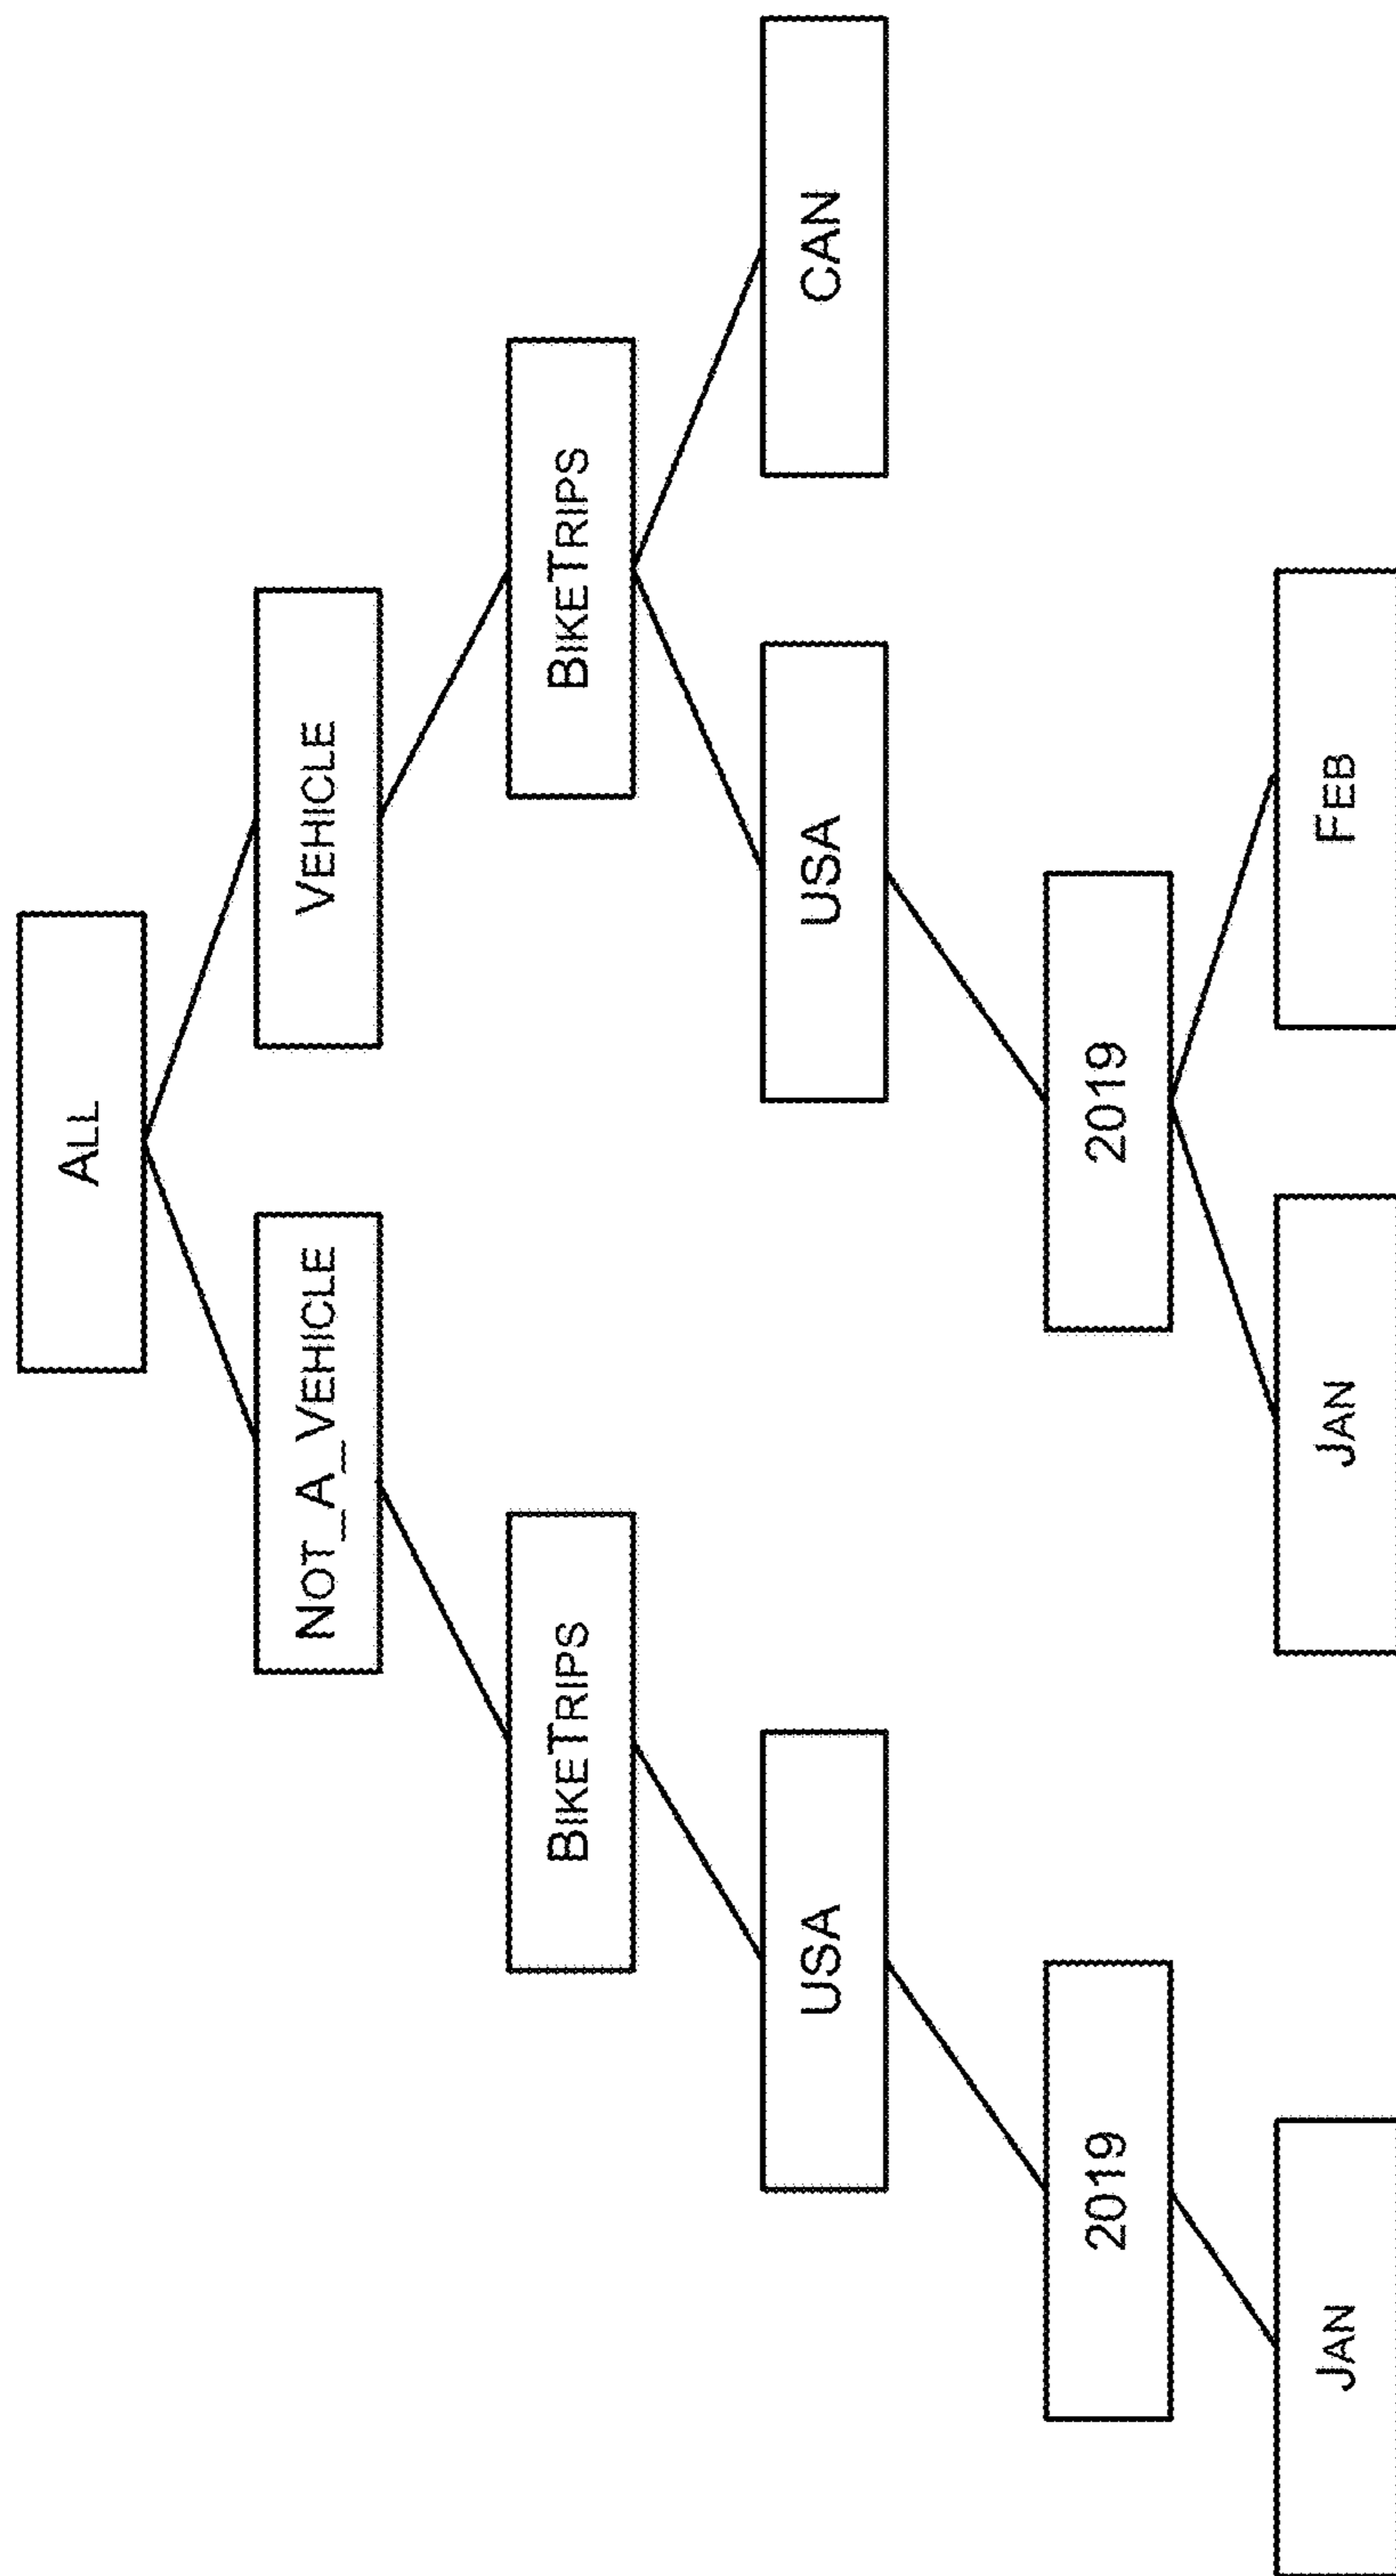 ALL
NOT_A_VEHICLE
VEHICLE
BIKETRIPS
BIKETRIPS
USA
USA
CAN
2019
2019
JAN
JAN
FEB